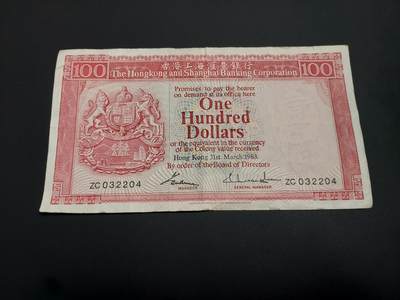 香港上海滙豐銀行
100 The Hongkong and Shanghai Banking Corporation 100
Promises to pay the bearer
on demand at its office here
One
Hundred
Dollars
or the equivalent in the currency
of the Colony value received
Hong Kong 31st March 1983
By order of the Board of Directors
ZC 032204 ZC 032204
MANAGER GENERAL MANAGER